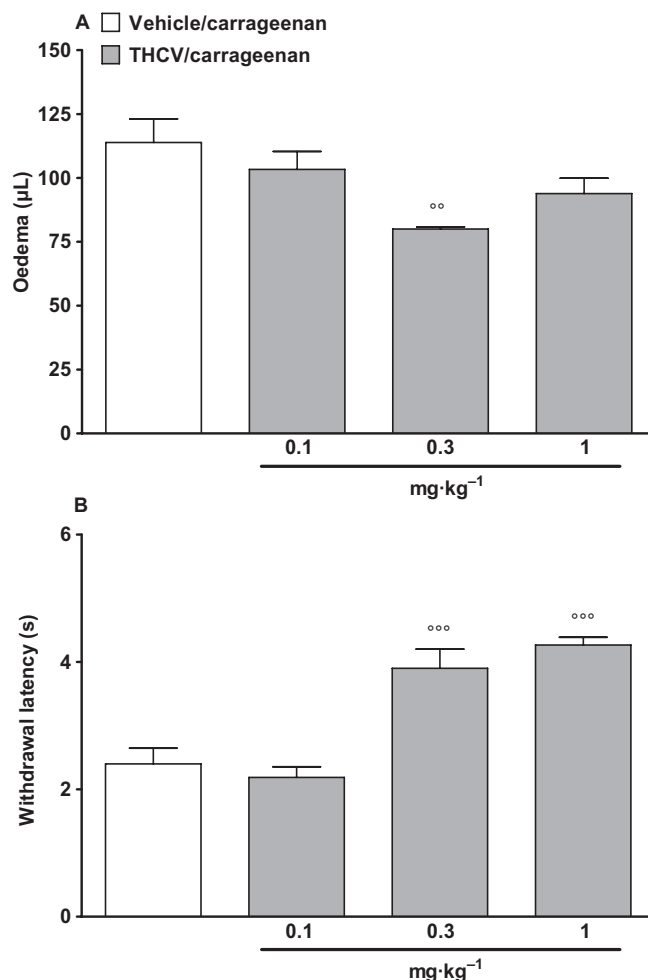 A
Vehicle/carrageenan
THCV/carrageenan
150
125
100
75
50
25
0
Oedema (µL)
°°
0.1 0.3 1
mg·kg⁻¹
B
6
4
2
0
Withdrawal latency (s)
°°° °°°
0.1 0.3 1
mg·kg⁻¹